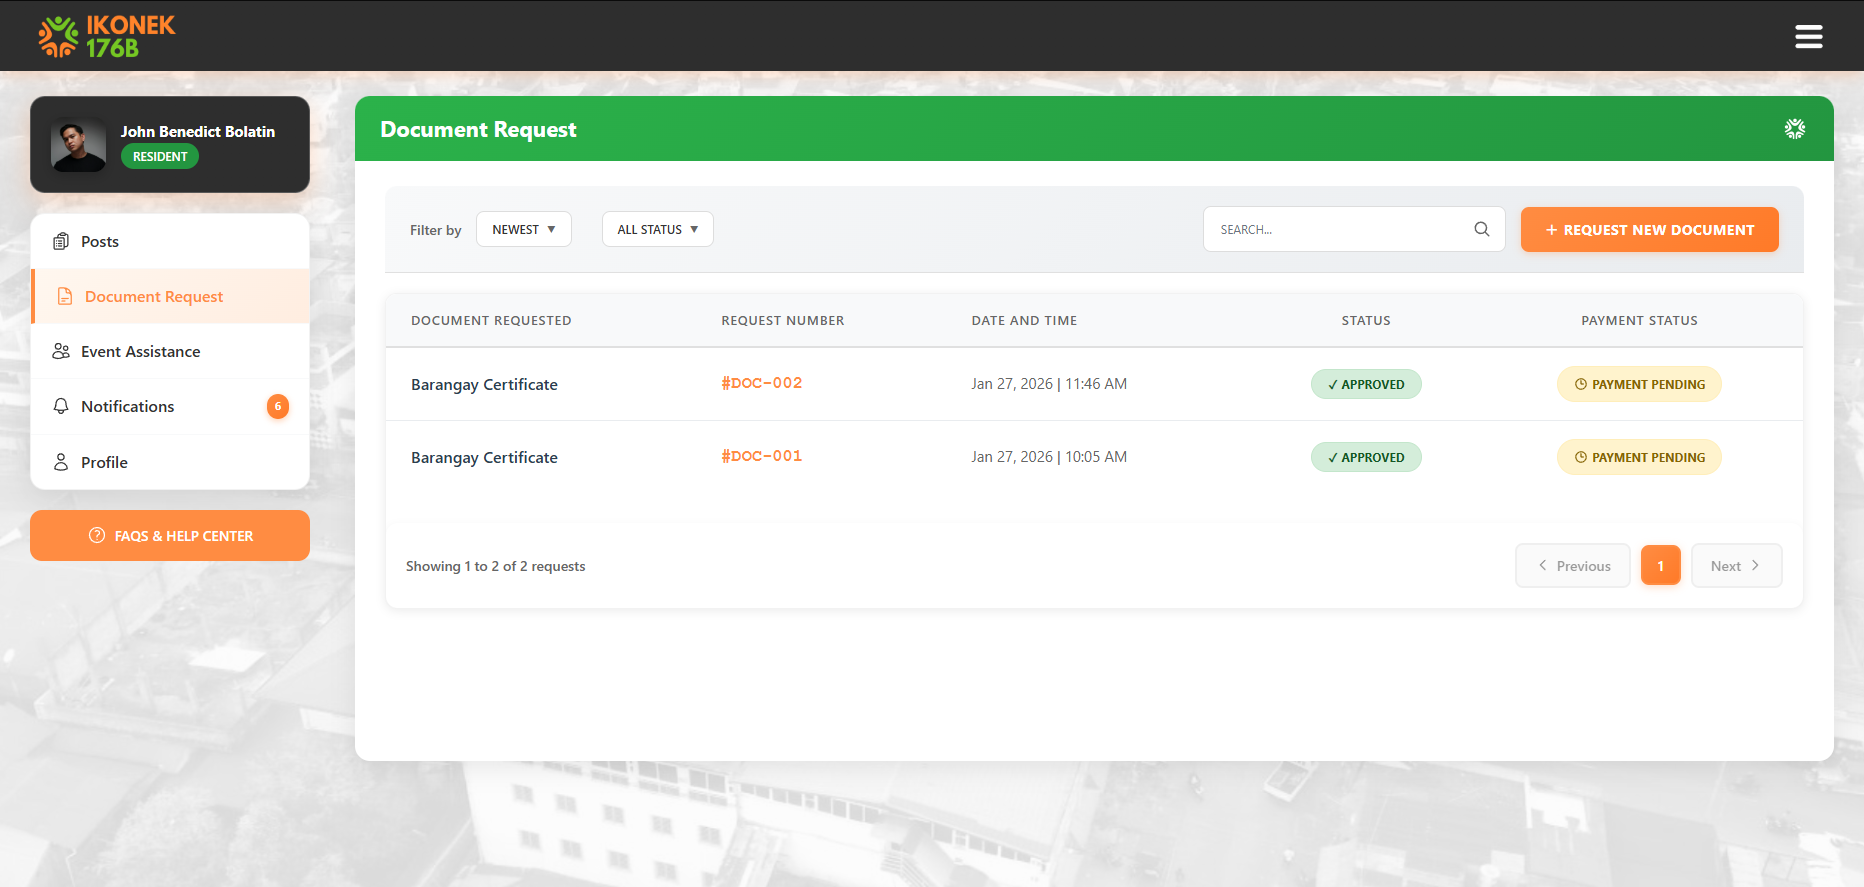 IKONEK
176B
John Benedict Bolatin
RESIDENT
Posts
Document Request
Event Assistance
Notifications 6
Profile
FAQS & HELP CENTER
Document Request
Filter by NEWEST ▼ ALL STATUS ▼ SEARCH... + REQUEST NEW DOCUMENT
DOCUMENT REQUESTED REQUEST NUMBER DATE AND TIME STATUS PAYMENT STATUS
Barangay Certificate #DOC-002 Jan 27, 2026 | 11:46 AM ✓ APPROVED PAYMENT PENDING
Barangay Certificate #DOC-001 Jan 27, 2026 | 10:05 AM ✓ APPROVED PAYMENT PENDING
Showing 1 to 2 of 2 requests Previous 1 Next